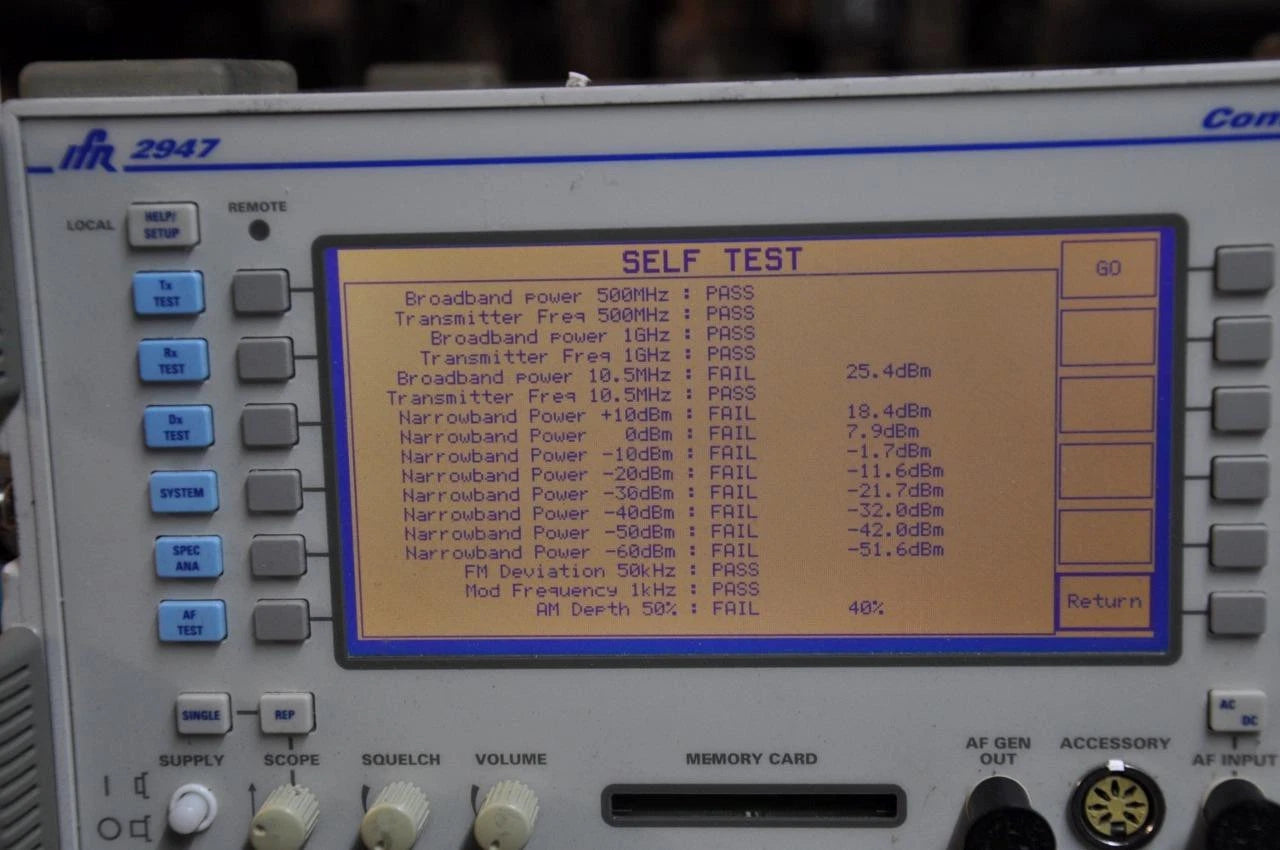 IFR 2947
Com
LOCAL
HELP/
SETUP
REMOTE
Tx
TEST
Rx
TEST
Dx
TEST
SYSTEM
SPEC
ANA
AF
TEST
SELF TEST
Broadband power 500MHz : PASS
Transmitter Freq 500MHz : PASS
Broadband power 1GHz : PASS
Transmitter Freq 1GHz : PASS
Broadband power 10.5MHz : FAIL 25.4dBm
Transmitter Freq 10.5MHz : PASS
Narrowband Power +10dBm : FAIL 18.4dBm
Narrowband Power 0dBm : FAIL 7.9dBm
Narrowband Power -10dBm : FAIL -1.7dBm
Narrowband Power -20dBm : FAIL -11.6dBm
Narrowband Power -30dBm : FAIL -21.7dBm
Narrowband Power -40dBm : FAIL -32.0dBm
Narrowband Power -50dBm : FAIL -42.0dBm
Narrowband Power -60dBm : FAIL -51.6dBm
FM Deviation 50kHz : PASS
Mod Frequency 1kHz : PASS
AM Depth 50% : FAIL 40%
GO
Return
SINGLE
REP
AC
DC
SUPPLY
SCOPE
SQUELCH
VOLUME
MEMORY CARD
AF GEN
OUT
ACCESSORY
AF INPUT